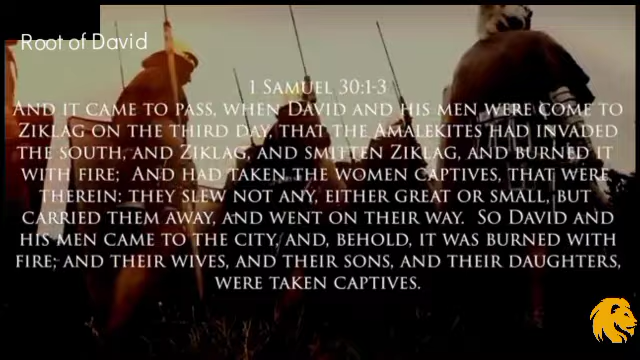 Root of David
1 Samuel 30:1-3
And it came to pass, when David and his men were come to
Ziklag on the third day, that the Amalekites had invaded
the south, and Ziklag, and smitten Ziklag, and burned it
with fire; And had taken the women captives, that were
therein: they slew not any, either great or small, but
carried them away, and went on their way. So David and
his men came to the city, and, behold, it was burned with
fire; and their wives, and their sons, and their daughters,
were taken captives.